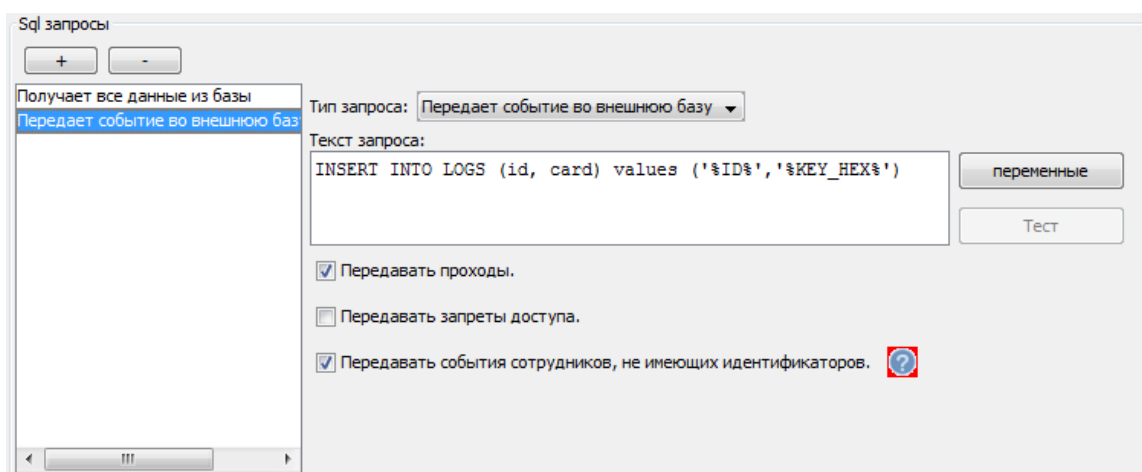 Sql запросы
+ -
Получает все данные из базы
Передает событие во внешнюю баз
Тип запроса: Передает событие во внешнюю базу
Текст запроса:
INSERT INTO LOGS (id, card) values ('%ID%','%KEY_HEX%')
переменные
Тест
Передавать проходы.
Передавать запреты доступа.
Передавать события сотрудников, не имеющих идентификаторов. ?